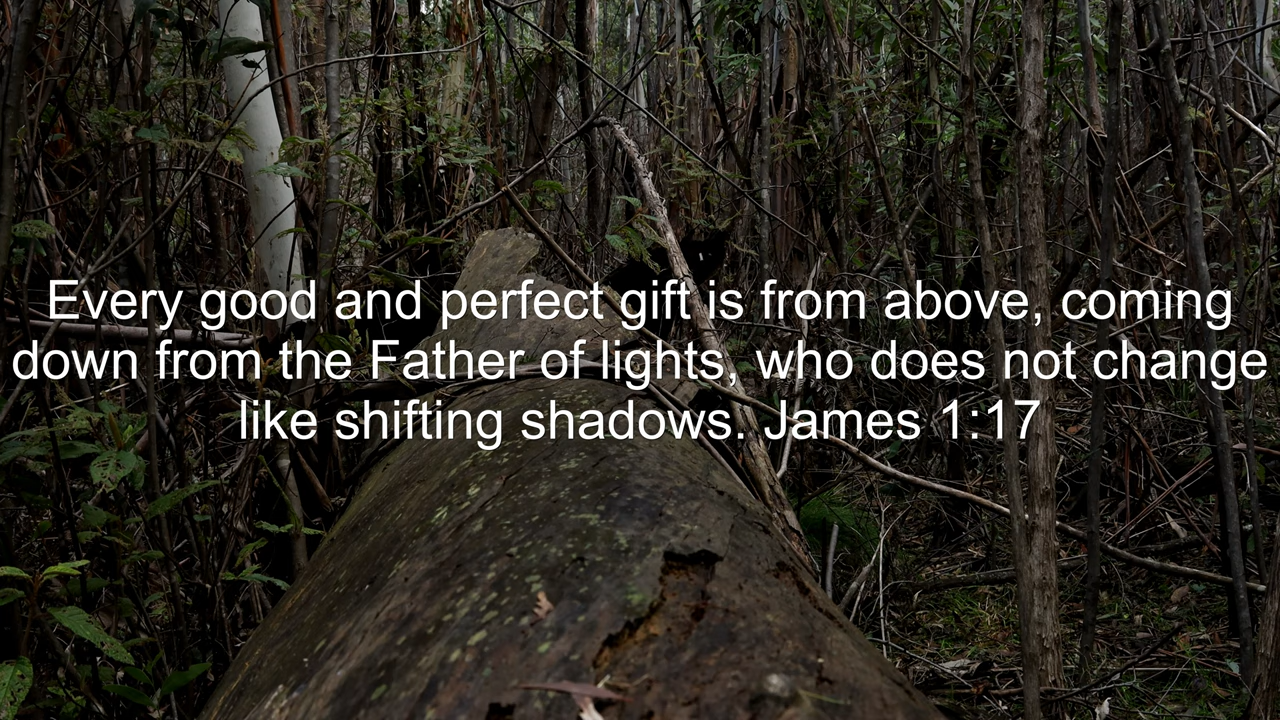 Every good and perfect gift is from above, coming
down from the Father of lights, who does not change
like shifting shadows. James 1:17